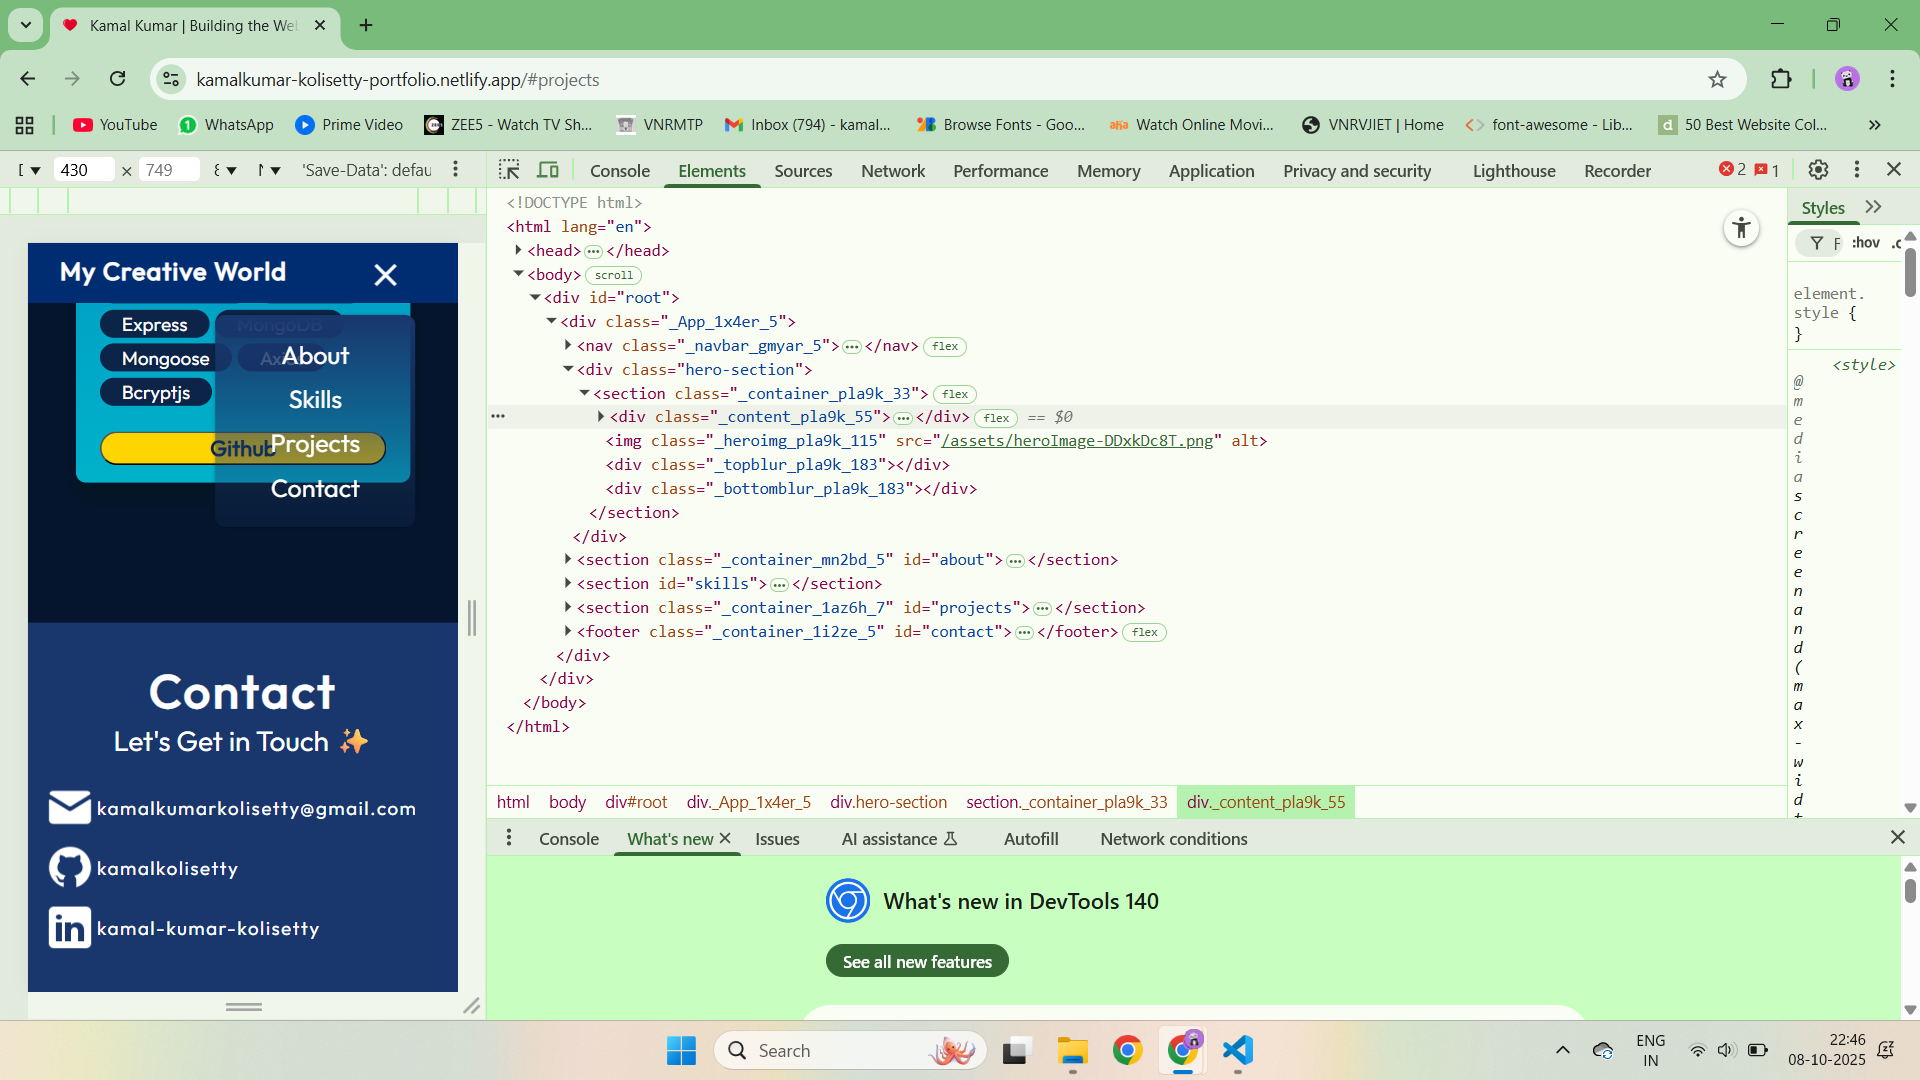 Kamal Kumar | Building the We
kamalkumar-kolisetty-portfolio.netlify.app/#projects
YouTube
WhatsApp
Prime Video
ZEE5 - Watch TV Sh...
VNRMTP
Inbox (794) - kamal...
Browse Fonts - Goo...
Watch Online Movi...
VNRVJIET | Home
font-awesome - Lib...
50 Best Website Col...
430 × 749
'Save-Data': defau
Console
Elements
Sources
Network
Performance
Memory
Application
Privacy and security
Lighthouse
Recorder
2
1
My Creative World
Express
MongoDB
Mongoose
Bcryptjs
Github
About
Skills
Projects
Contact
Contact
Let's Get in Touch ✨
kamalkumarkolisetty@gmail.com
kamalkolisetty
kamal-kumar-kolisetty
<!DOCTYPE html>
<html lang="en">
<head>…</head>
<body> scroll
<div id="root">
<div class="_App_1x4er_5">
<nav class="_navbar_gmyar_5">…</nav> flex
<div class="hero-section">
<section class="_container_pla9k_33"> flex
<div class="_content_pla9k_55">…</div> flex == $0
<img class="_heroimg_pla9k_115" src="/assets/heroImage-DDxkDc8T.png" alt>
<div class="_topblur_pla9k_183"></div>
<div class="_bottomblur_pla9k_183"></div>
</section>
</div>
<section class="_container_mn2bd_5" id="about">…</section>
<section id="skills">…</section>
<section class="_container_1az6h_7" id="projects">…</section>
<footer class="_container_1i2ze_5" id="contact">…</footer> flex
</div>
</div>
</body>
</html>
html body div#root div._App_1x4er_5 div.hero-section section._container_pla9k_33 div._content_pla9k_55
Styles
F :hov .c
element.
style {
}
<style>
@
m
e
d
i
a
s
c
r
e
e
n
a
n
d
(
m
a
x
-
w
i
d
t
Console
What's new
Issues
AI assistance
Autofill
Network conditions
What's new in DevTools 140
See all new features
Search
ENG
IN
22:46
08-10-2025